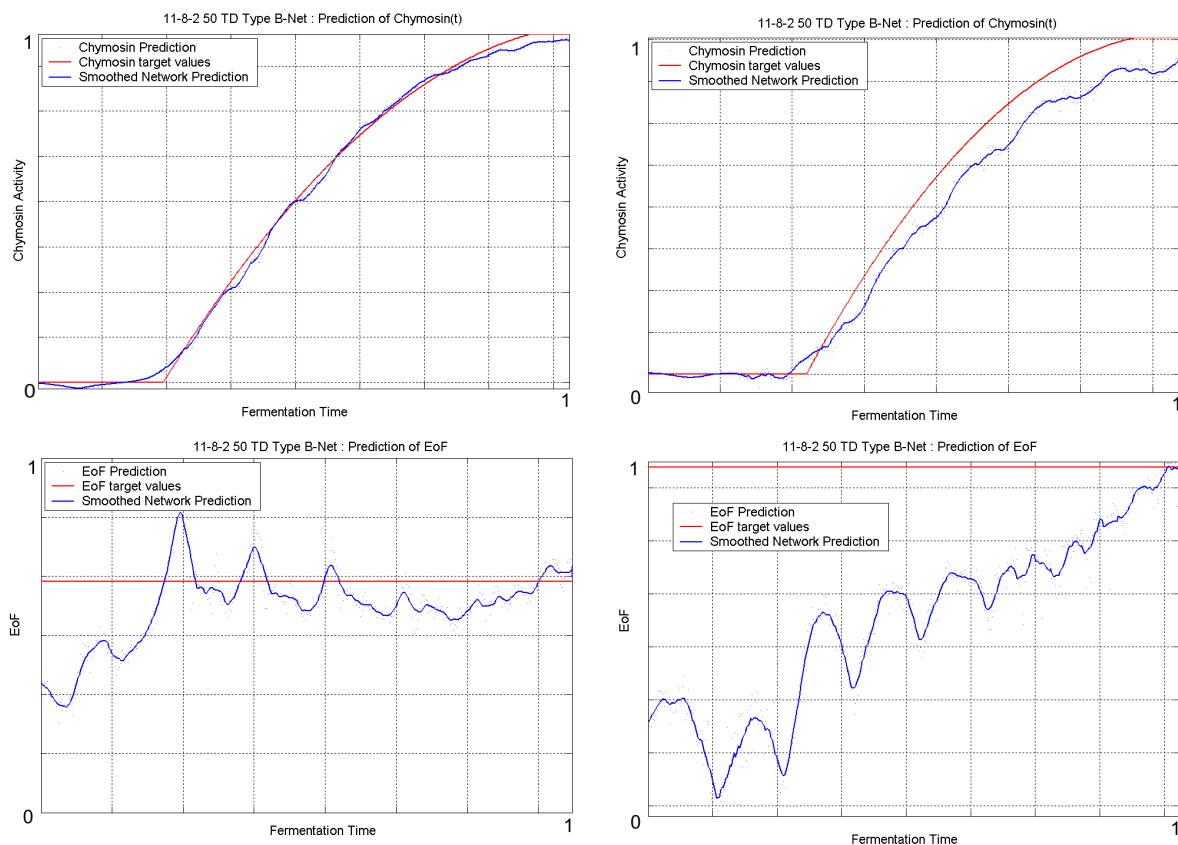 11-8-2 50 TD Type B-Net : Prediction of Chymosin(t)
1
Chymosin Prediction
Chymosin target values
Smoothed Network Prediction
Chymosin Activity
0
Fermentation Time
1
11-8-2 50 TD Type B-Net : Prediction of Chymosin(t)
1
Chymosin Prediction
Chymosin target values
Smoothed Network Prediction
Chymosin Activity
0
Fermentation Time
1
11-8-2 50 TD Type B-Net : Prediction of EoF
1
EoF Prediction
EoF target values
Smoothed Network Prediction
EoF
0
Fermentation Time
1
11-8-2 50 TD Type B-Net : Prediction of EoF
1
EoF Prediction
EoF target values
Smoothed Network Prediction
EoF
0
Fermentation Time
1